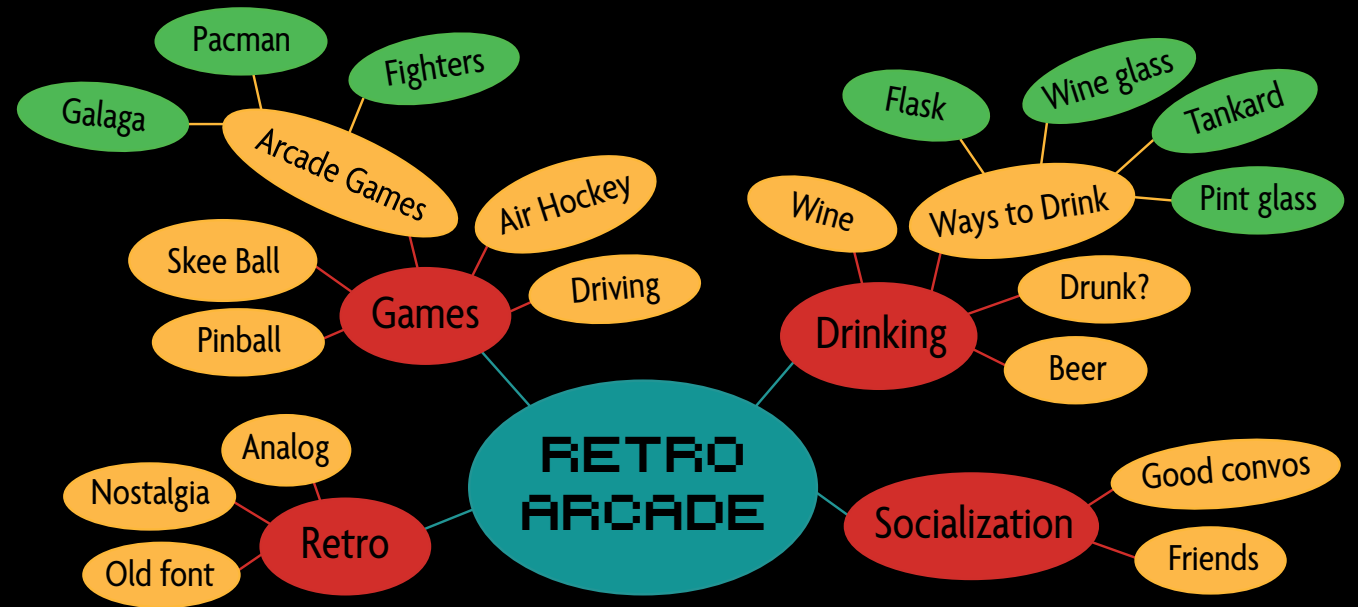 Pacman
Fighters
Galaga
Arcade Games
Air Hockey
Skee Ball
Driving
Pinball
Games
Flask
Wine glass
Tankard
Pint glass
Wine
Ways to Drink
Drunk?
Drinking
Beer
RETRO
ARCADE
Analog
Nostalgia
Old font
Retro
Good convos
Socialization
Friends